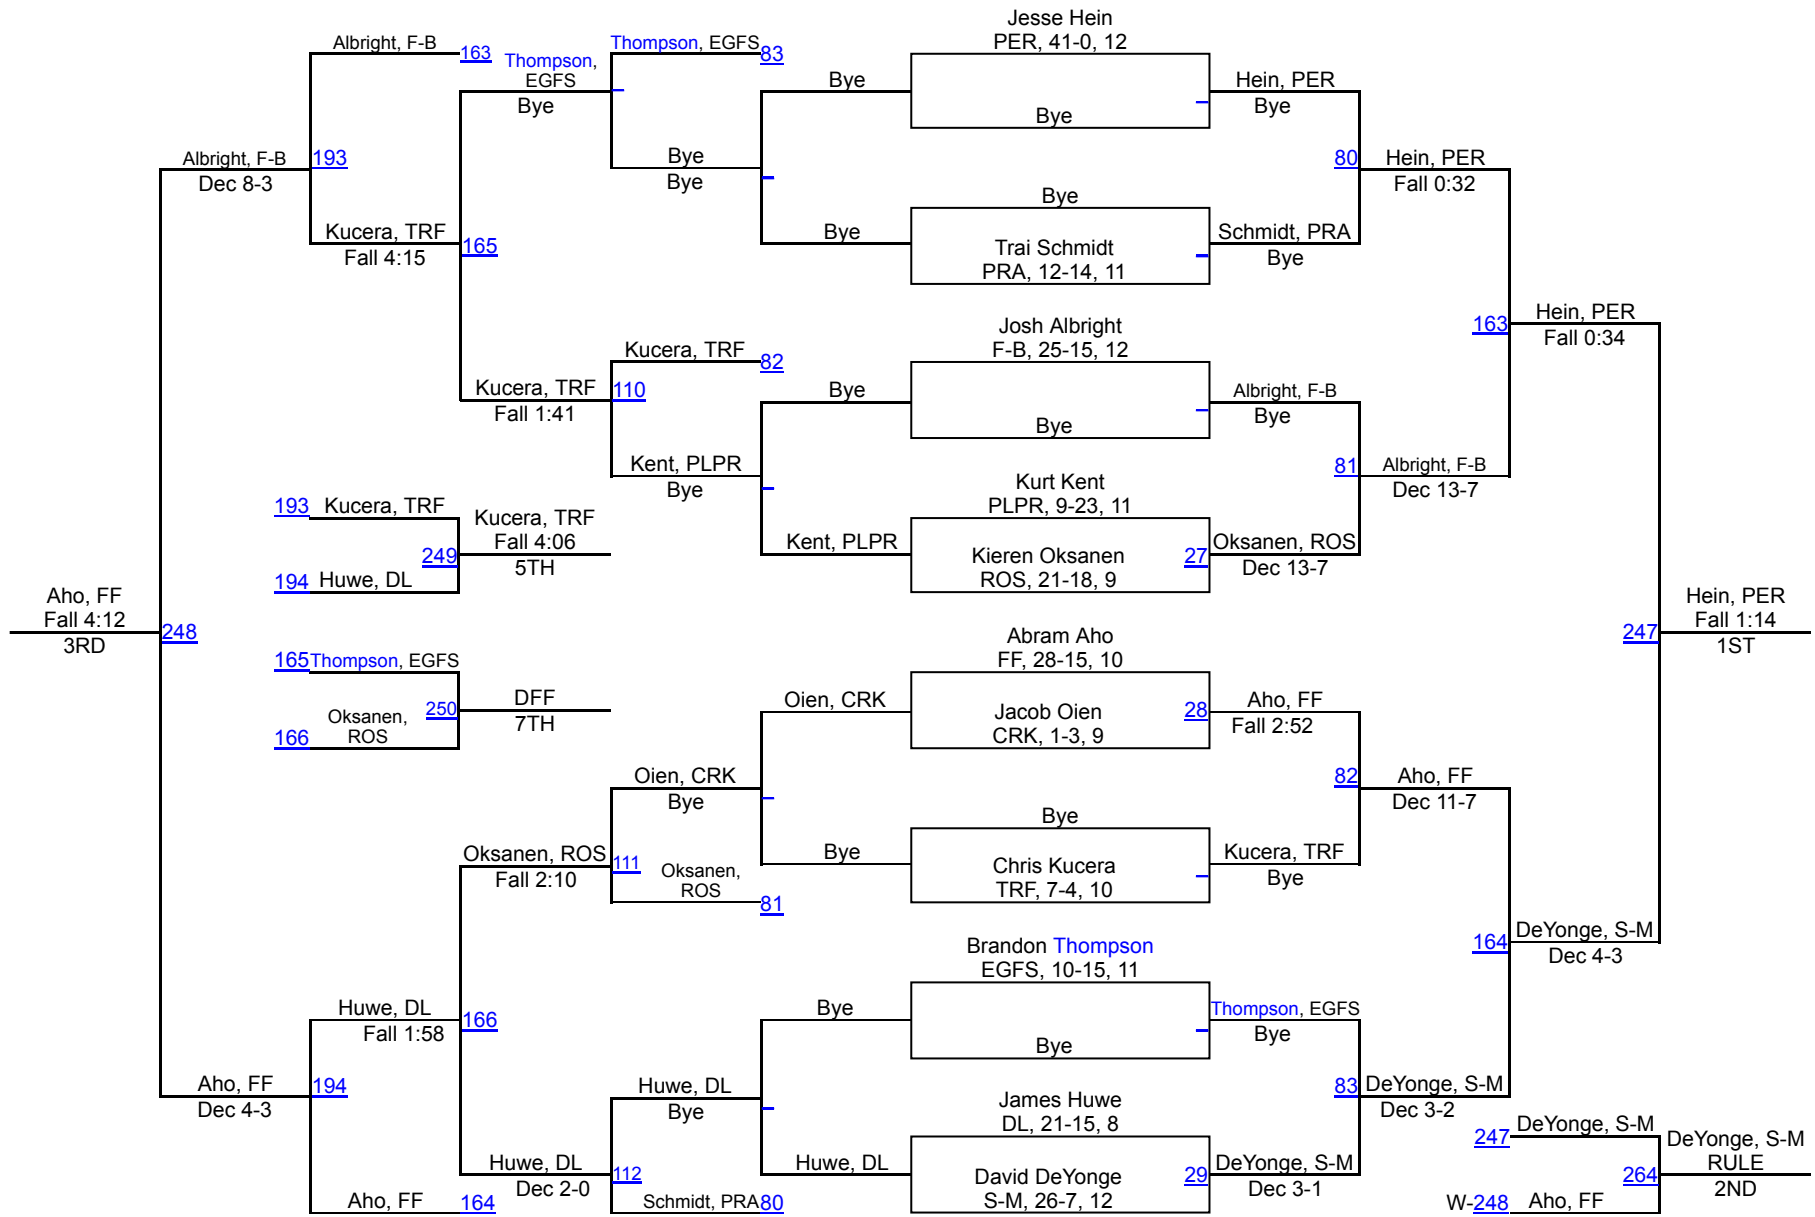 Jesse Hein
PER, 41-0, 12
Albright, F-B
163
Thompson,
EGFS
Bye
Thompson, EGFS
83
Bye
Bye
Hein, PER
Bye
Albright, F-B
Dec 8-3
193
Bye
Bye
80
Hein, PER
Fall 0:32
Kucera, TRF
Fall 4:15
165
Bye
Bye
Trai Schmidt
PRA, 12-14, 11
Schmidt, PRA
Bye
163
Hein, PER
Fall 0:34
Josh Albright
F-B, 25-15, 12
Kucera, TRF
82
Kucera, TRF
Fall 1:41
110
Bye
Bye
Albright, F-B
Bye
Kent, PLPR
Bye
81
Albright, F-B
Dec 13-7
Kurt Kent
PLPR, 9-23, 11
193
Kucera, TRF
Kucera, TRF
Fall 4:06
5TH
249
194
Huwe, DL
Kent, PLPR
Kieren Oksanen
ROS, 21-18, 9
27
Oksanen, ROS
Dec 13-7
Aho, FF
Fall 4:12
3RD
248
247
Hein, PER
Fall 1:14
1ST
Abram Aho
FF, 28-15, 10
165
Thompson, EGFS
250
DFF
7TH
Oksanen,
ROS
166
Oien, CRK
Jacob Oien
CRK, 1-3, 9
28
Aho, FF
Fall 2:52
Oien, CRK
Bye
82
Aho, FF
Dec 11-7
Bye
Oksanen, ROS
Fall 2:10
111
Oksanen,
ROS
81
Bye
Chris Kucera
TRF, 7-4, 10
Kucera, TRF
Bye
164
DeYonge, S-M
Dec 4-3
Brandon Thompson
EGFS, 10-15, 11
Huwe, DL
Fall 1:58
166
Bye
Bye
Thompson, EGFS
Bye
Aho, FF
Dec 4-3
194
Huwe, DL
Bye
83
DeYonge, S-M
Dec 3-2
James Huwe
DL, 21-15, 8
Huwe, DL
Dec 2-0
112
Huwe, DL
David DeYonge
S-M, 26-7, 12
29
DeYonge, S-M
Dec 3-1
247
DeYonge, S-M
DeYonge, S-M
RULE
2ND
264
Aho, FF
164
Schmidt, PRA
80
W-248
Aho, FF